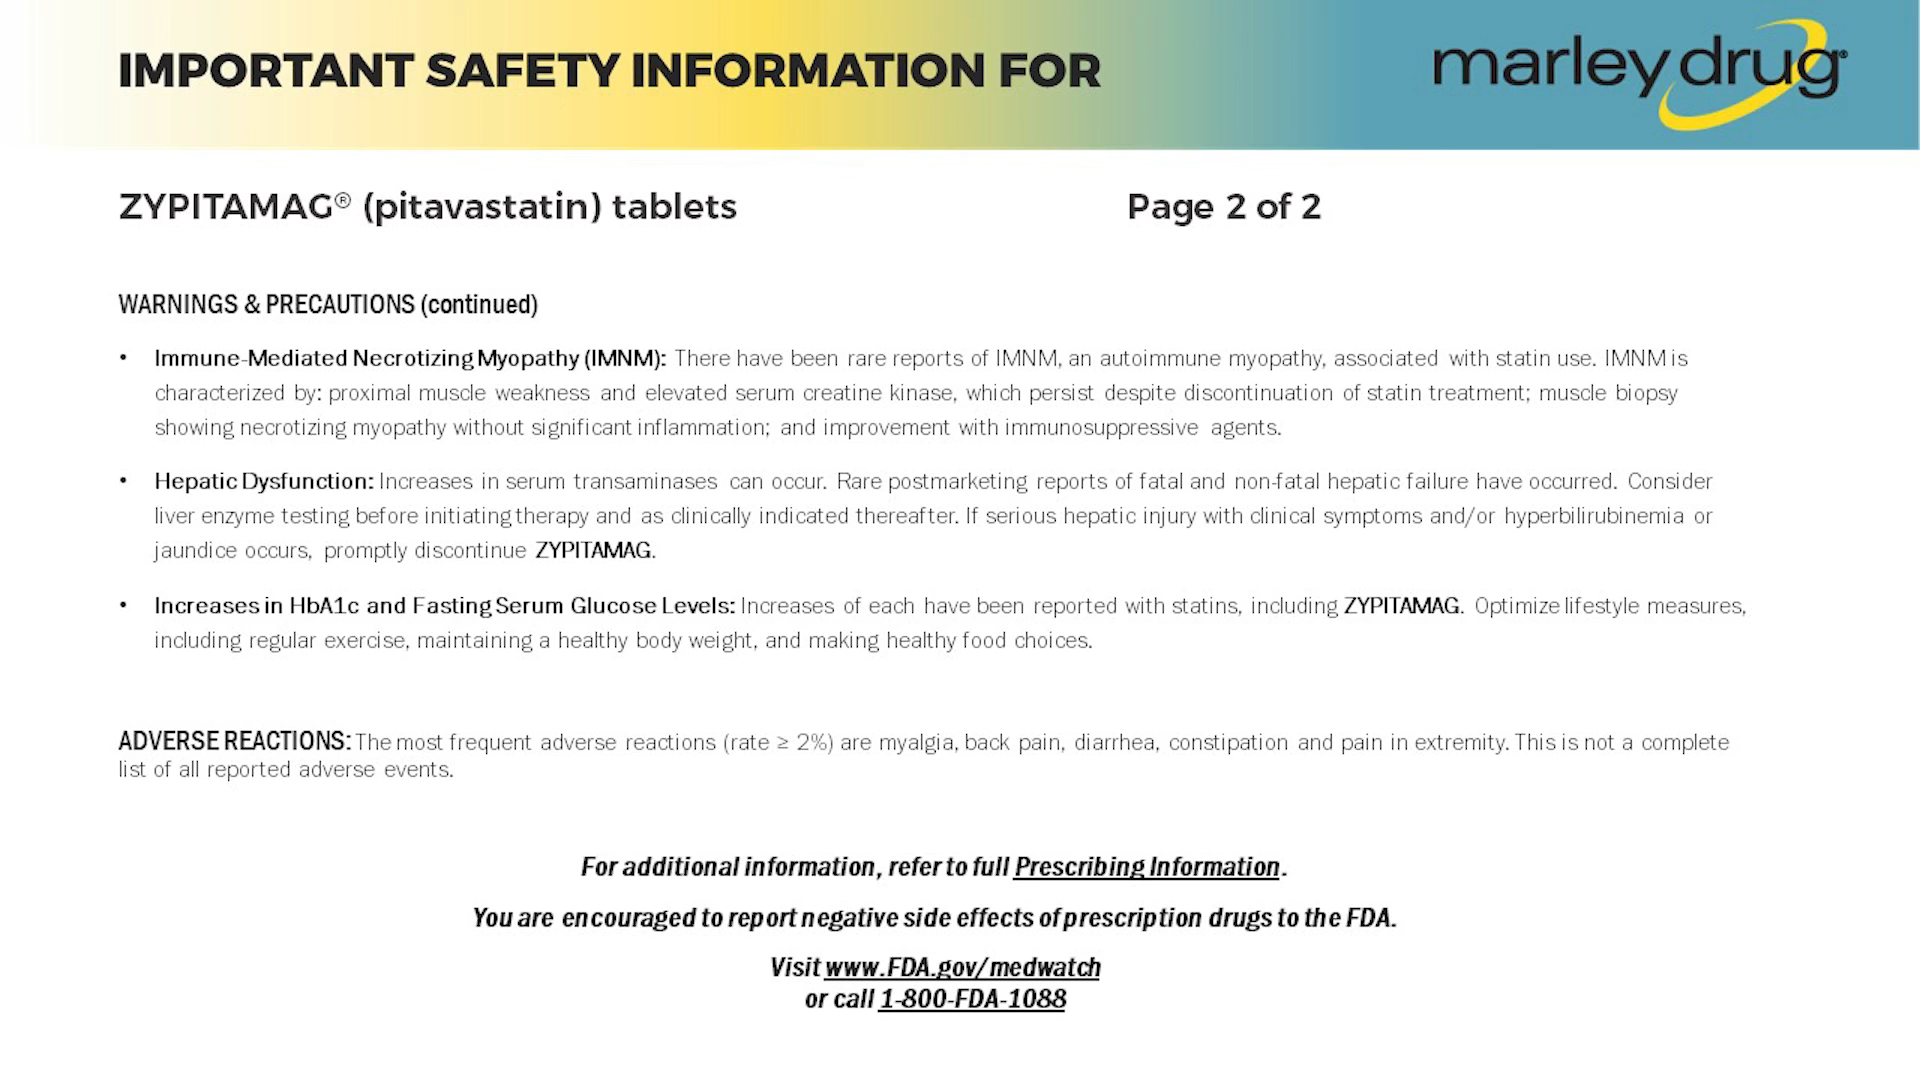 IMPORTANT SAFETY INFORMATION FOR
marleydrug®
ZYPITAMAG® (pitavastatin) tablets
Page 2 of 2
WARNINGS & PRECAUTIONS (continued)
• Immune-Mediated Necrotizing Myopathy (IMNM): There have been rare reports of IMNM, an autoimmune myopathy, associated with statin use. IMNM is
characterized by: proximal muscle weakness and elevated serum creatine kinase, which persist despite discontinuation of statin treatment; muscle biopsy
showing necrotizing myopathy without significant inflammation; and improvement with immunosuppressive agents.
• Hepatic Dysfunction: Increases in serum transaminases can occur. Rare postmarketing reports of fatal and non-fatal hepatic failure have occurred. Consider
liver enzyme testing before initiating therapy and as clinically indicated thereafter. If serious hepatic injury with clinical symptoms and/or hyperbilirubinemia or
jaundice occurs, promptly discontinue ZYPITAMAG.
• Increases in HbA1c and Fasting Serum Glucose Levels: Increases of each have been reported with statins, including ZYPITAMAG. Optimize lifestyle measures,
including regular exercise, maintaining a healthy body weight, and making healthy food choices.
ADVERSE REACTIONS: The most frequent adverse reactions (rate ≥ 2%) are myalgia, back pain, diarrhea, constipation and pain in extremity. This is not a complete
list of all reported adverse events.
For additional information, refer to full Prescribing Information.
You are encouraged to report negative side effects of prescription drugs to the FDA.
Visit www.FDA.gov/medwatch
or call 1-800-FDA-1088